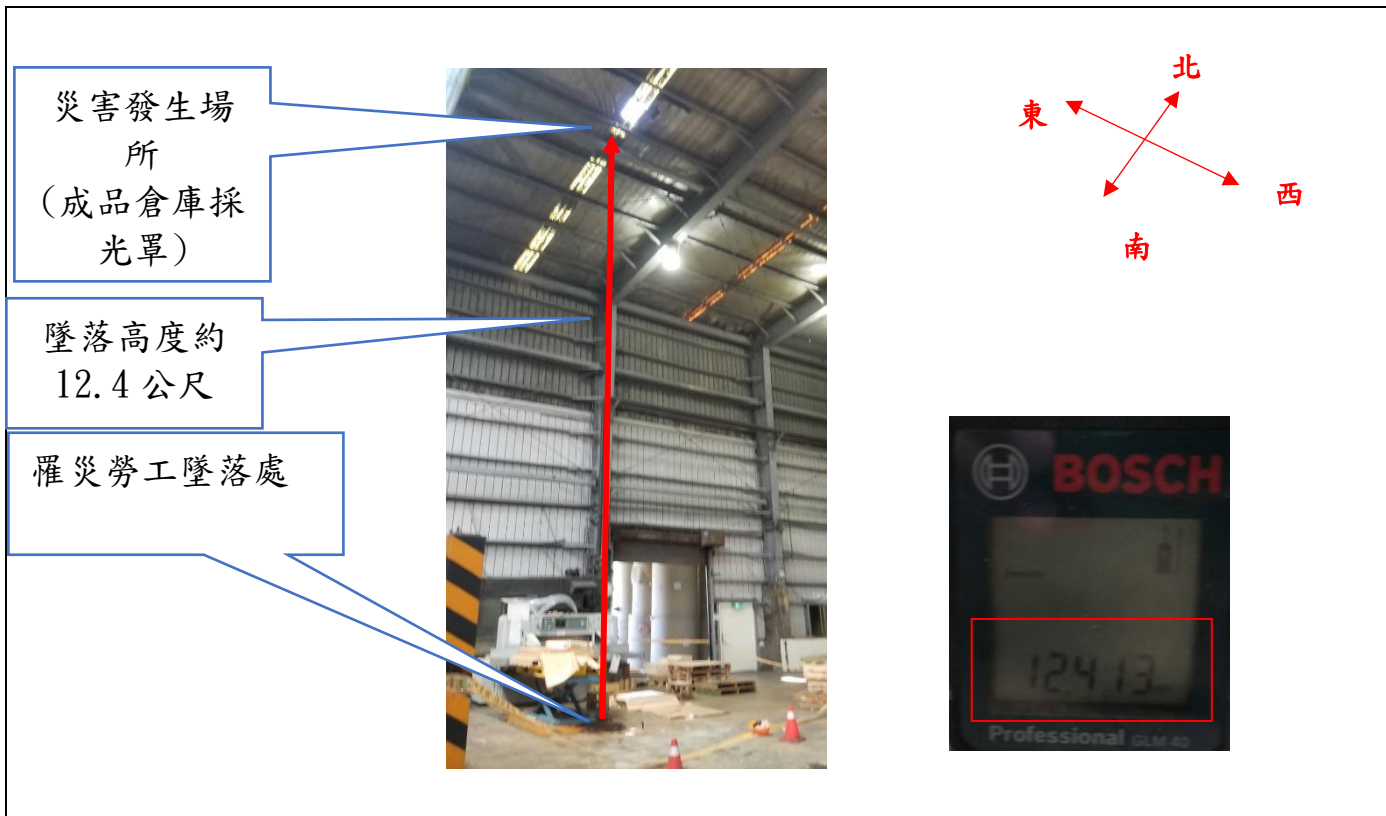 災害發生場
所
(成品倉庫採
光罩)
墜落高度約
12.4 公尺
罹災勞工墜落處
北
東
西
南
BOSCH
12.413
Professional GLM 40